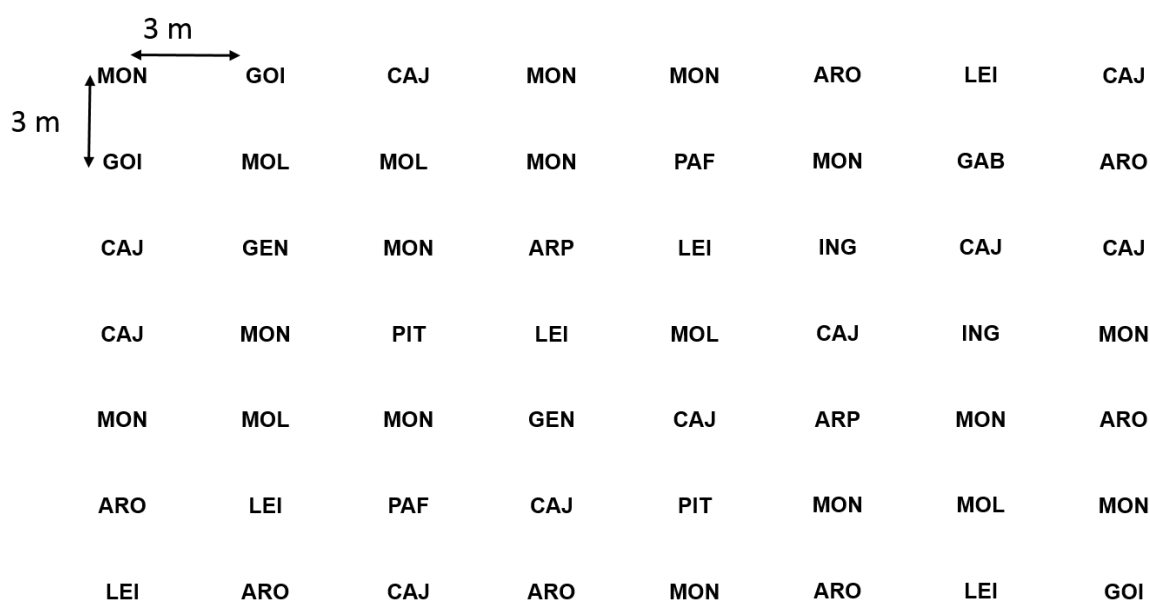 3 m
MON GOI CAJ MON MON ARO LEI CAJ
3 m
GOI MOL MOL MON PAF MON GAB ARO
CAJ GEN MON ARP LEI ING CAJ CAJ
CAJ MON PIT LEI MOL CAJ ING MON
MON MOL MON GEN CAJ ARP MON ARO
ARO LEI PAF CAJ PIT MON MOL MON
LEI ARO CAJ ARO MON ARO LEI GOI